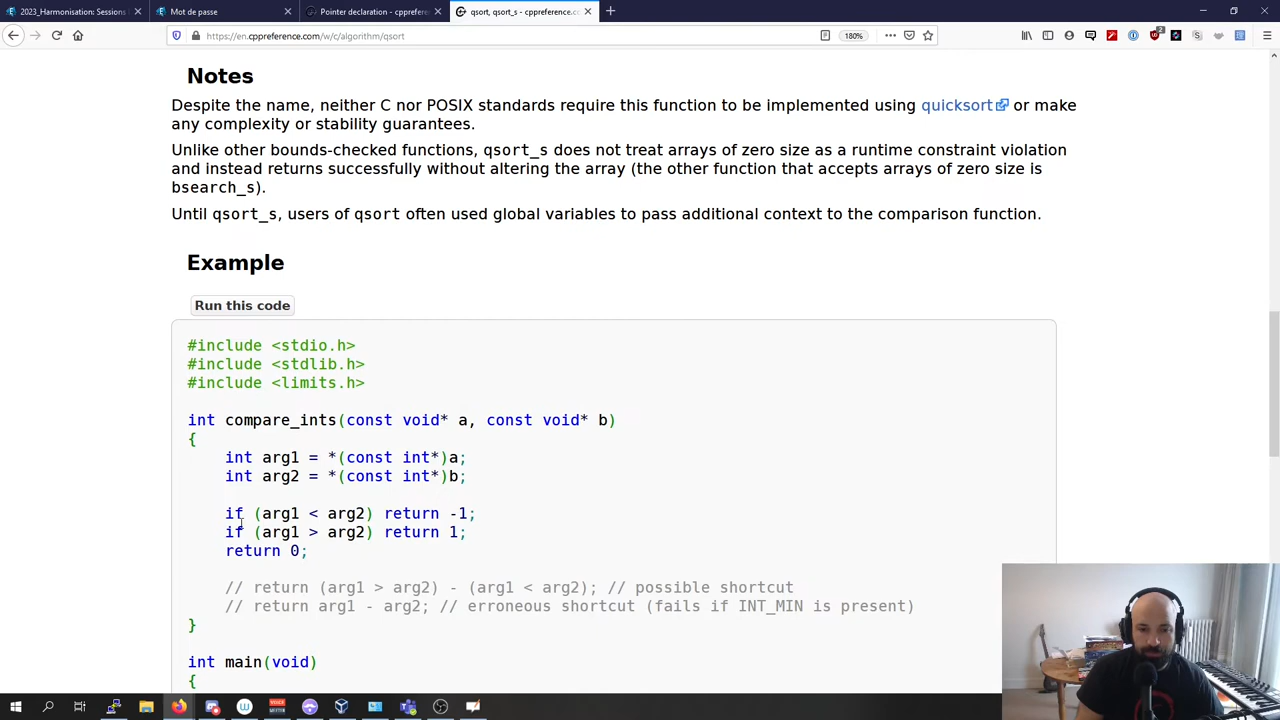 2023_Harmonisation: Sessions
Mot de passe
Pointer declaration - cpprefere
qsort, qsort_s - cppreference.c
https://en.cppreference.com/w/c/algorithm/qsort
180%
Notes
Despite the name, neither C nor POSIX standards require this function to be implemented using quicksort or make
any complexity or stability guarantees.
Unlike other bounds-checked functions, qsort_s does not treat arrays of zero size as a runtime constraint violation
and instead returns successfully without altering the array (the other function that accepts arrays of zero size is
bsearch_s).
Until qsort_s, users of qsort often used global variables to pass additional context to the comparison function.
Example
Run this code
#include <stdio.h>
#include <stdlib.h>
#include <limits.h>
int compare_ints(const void* a, const void* b)
{
int arg1 = *(const int*)a;
int arg2 = *(const int*)b;
if (arg1 < arg2) return -1;
if (arg1 > arg2) return 1;
return 0;
// return (arg1 > arg2) - (arg1 < arg2); // possible shortcut
// return arg1 - arg2; // erroneous shortcut (fails if INT_MIN is present)
}
int main(void)
{